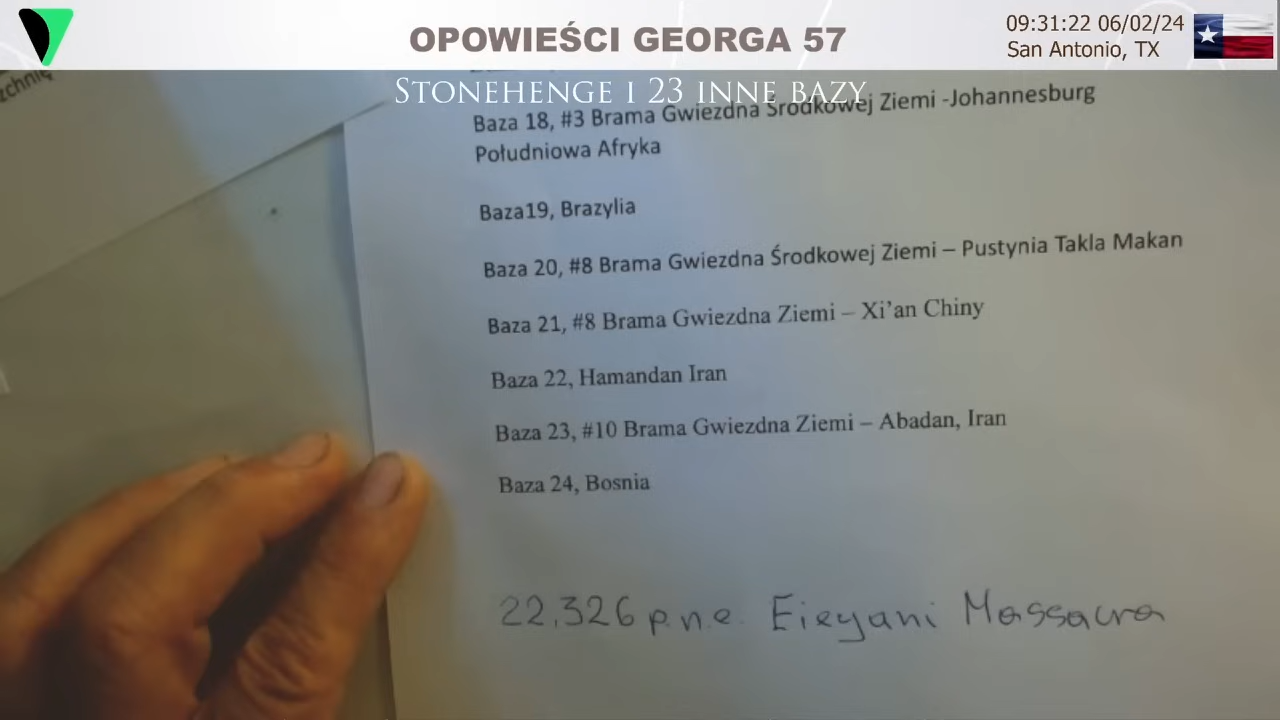 OPOWIEŚCI GEORGA 57
09:31:22 06/02/24
San Antonio, TX
STONEHENGE I 23 INNE BAZY
zchnię
Baza 18, #3 Brama Gwiezdna Środkowej Ziemi -Johannesburg
Południowa Afryka
Baza19, Brazylia
Baza 20, #8 Brama Gwiezdna Środkowej Ziemi – Pustynia Takla Makan
Baza 21, #8 Brama Gwiezdna Ziemi – Xi’an Chiny
Baza 22, Hamandan Iran
Baza 23, #10 Brama Gwiezdna Ziemi – Abadan, Iran
Baza 24, Bosnia
22.326 p.n.e. Eieyani Massacra